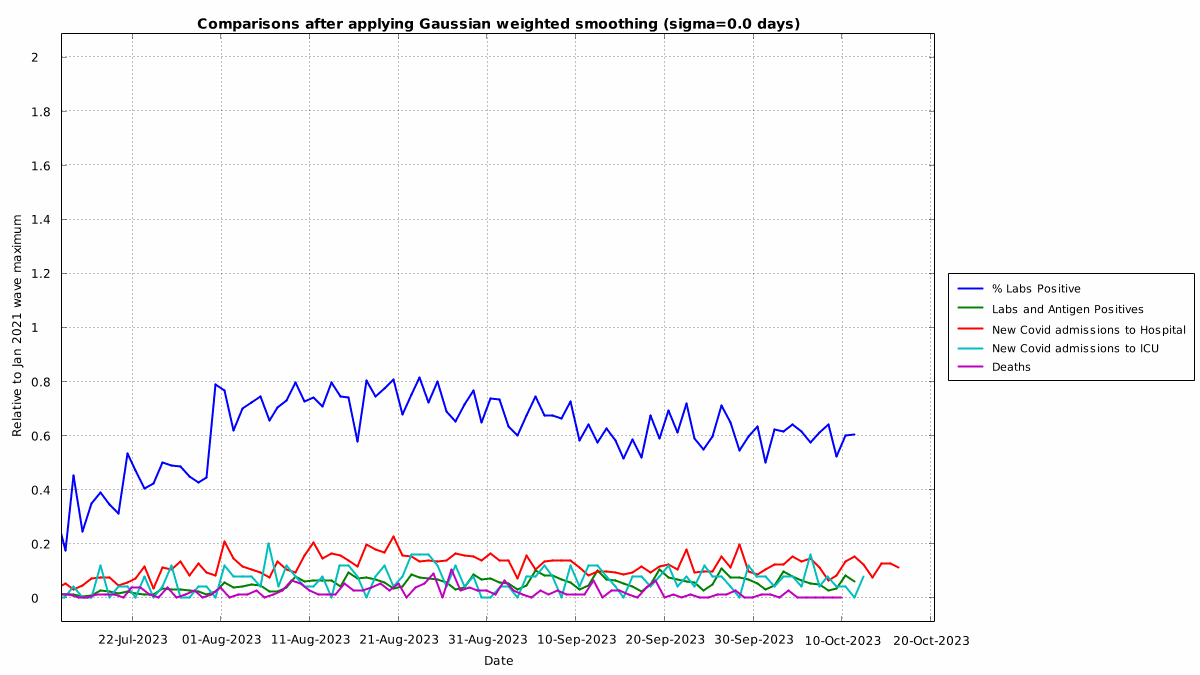 Comparisons after applying Gaussian weighted smoothing (sigma=0.0 days)
Relative to Jan 2021 wave maximum
2
1.8
1.6
1.4
1.2
1
0.8
0.6
0.4
0.2
0
22-Jul-2023 01-Aug-2023 11-Aug-2023 21-Aug-2023 31-Aug-2023 10-Sep-2023 20-Sep-2023 30-Sep-2023 10-Oct-2023 20-Oct-2023
Date
% Labs Positive
Labs and Antigen Positives
New Covid admissions to Hospital
New Covid admissions to ICU
Deaths